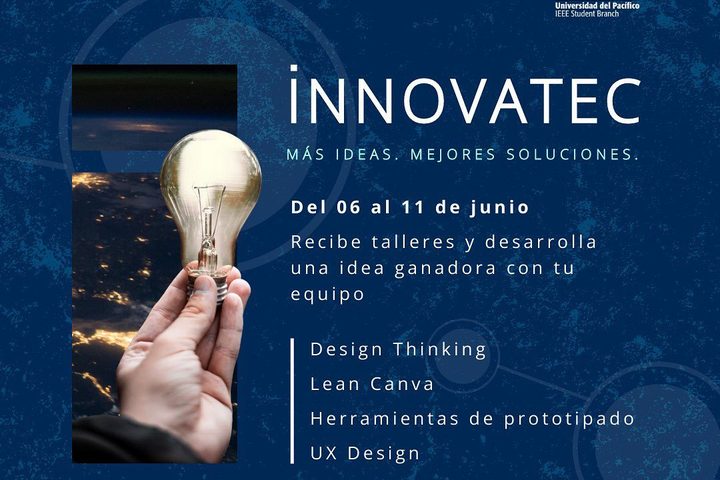 Universidad del Pacífico
IEEE Student Branch
iNNOVATEC
MÁS IDEAS. MEJORES SOLUCIONES.
Del 06 al 11 de junio
Recibe talleres y desarrolla
una idea ganadora con tu
equipo
Design Thinking
Lean Canva
Herramientas de prototipado
UX Design